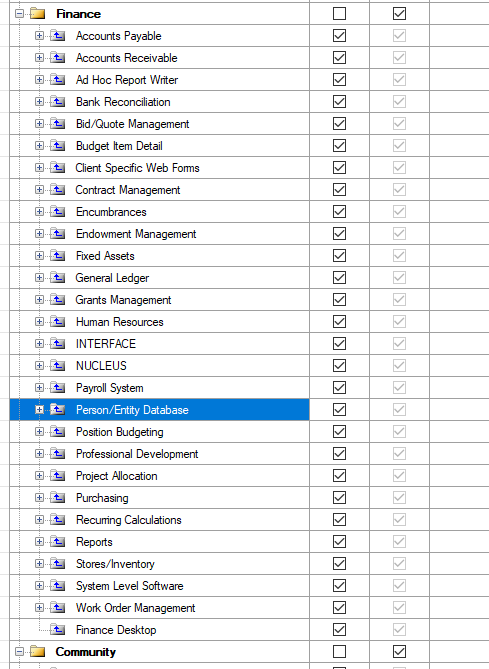 Finance
Accounts Payable
Accounts Receivable
Ad Hoc Report Writer
Bank Reconciliation
Bid/Quote Management
Budget Item Detail
Client Specific Web Forms
Contract Management
Encumbrances
Endowment Management
Fixed Assets
General Ledger
Grants Management
Human Resources
INTERFACE
NUCLEUS
Payroll System
Person/Entity Database
Position Budgeting
Professional Development
Project Allocation
Purchasing
Recurring Calculations
Reports
Stores/Inventory
System Level Software
Work Order Management
Finance Desktop
Community